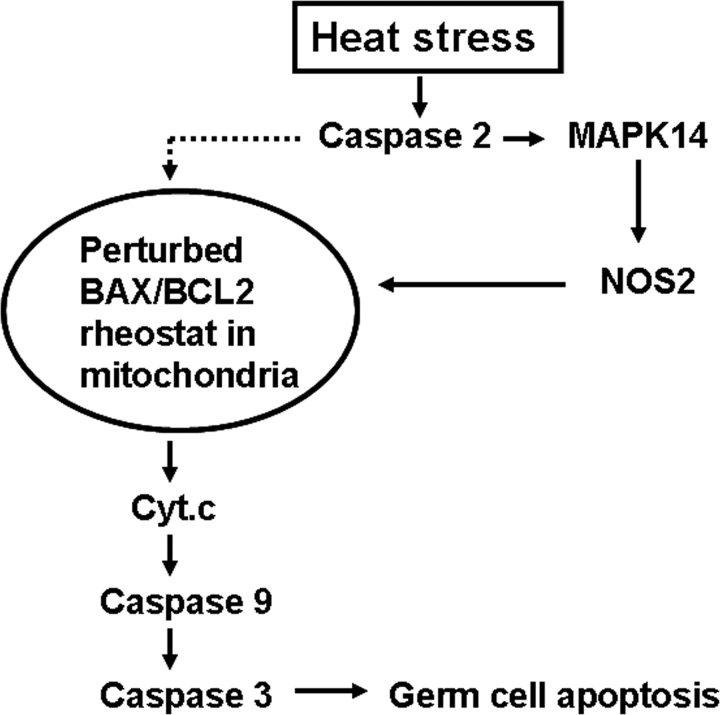 Heat stress
Caspase 2
MAPK14
NOS2
Perturbed
BAX/BCL2
rheostat in
mitochondria
Cyt.c
Caspase 9
Caspase 3
Germ cell apoptosis